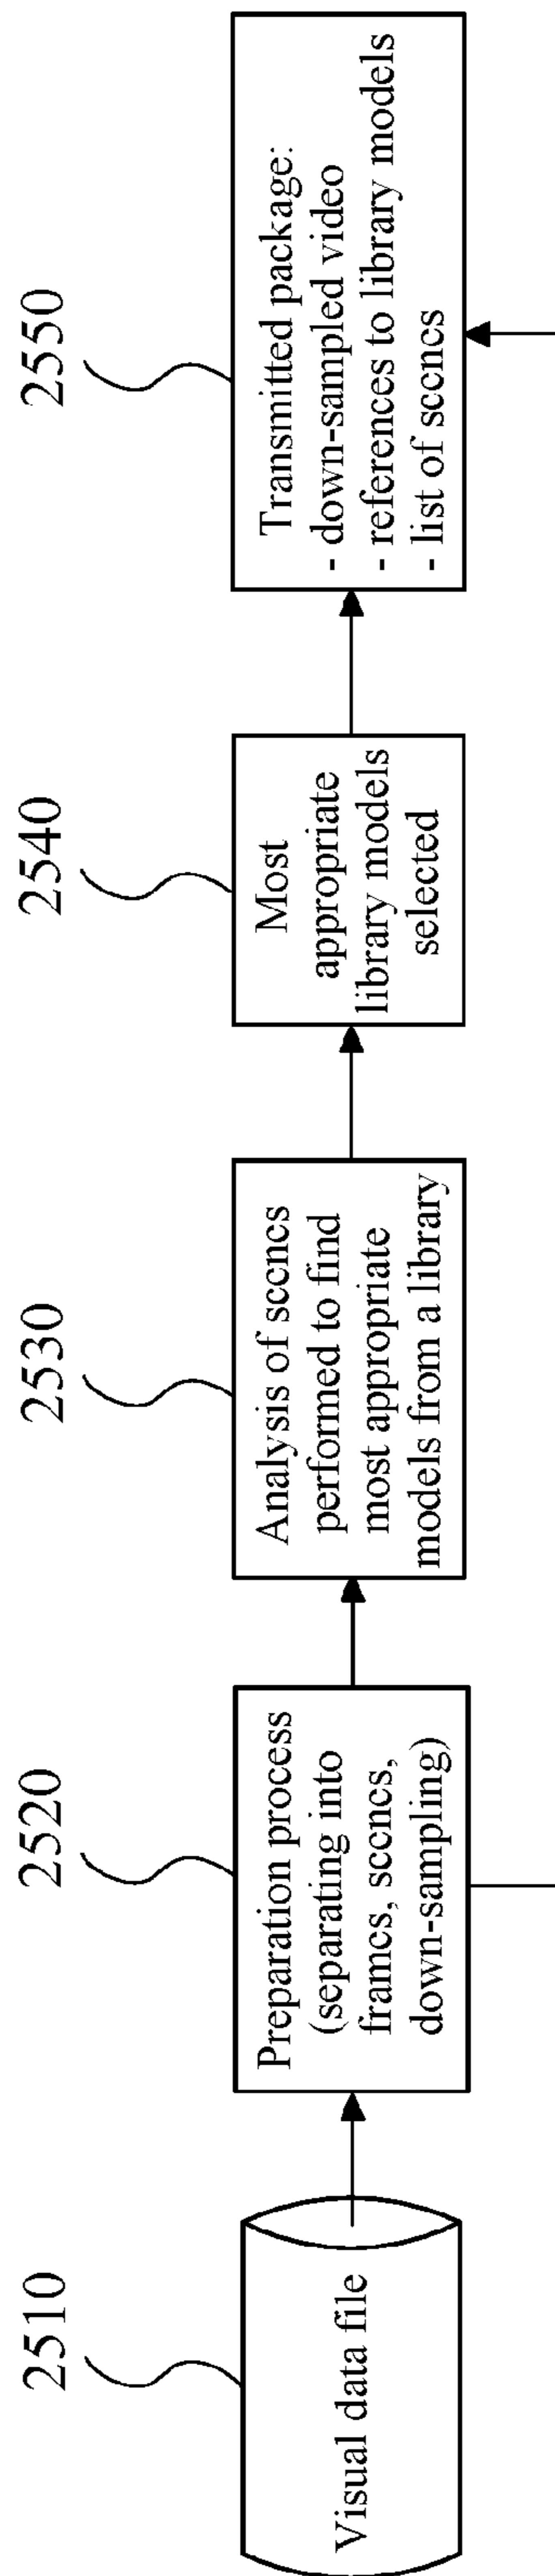 2510
Visual data file
2520
Preparation process
(separating into
frames, scenes,
down-sampling)
2530
Analysis of scenes
performed to find
most appropriate
models from a library
2540
Most
appropriate
library models
selected
2550
Transmitted package:
- down-sampled video
- references to library models
- list of scenes